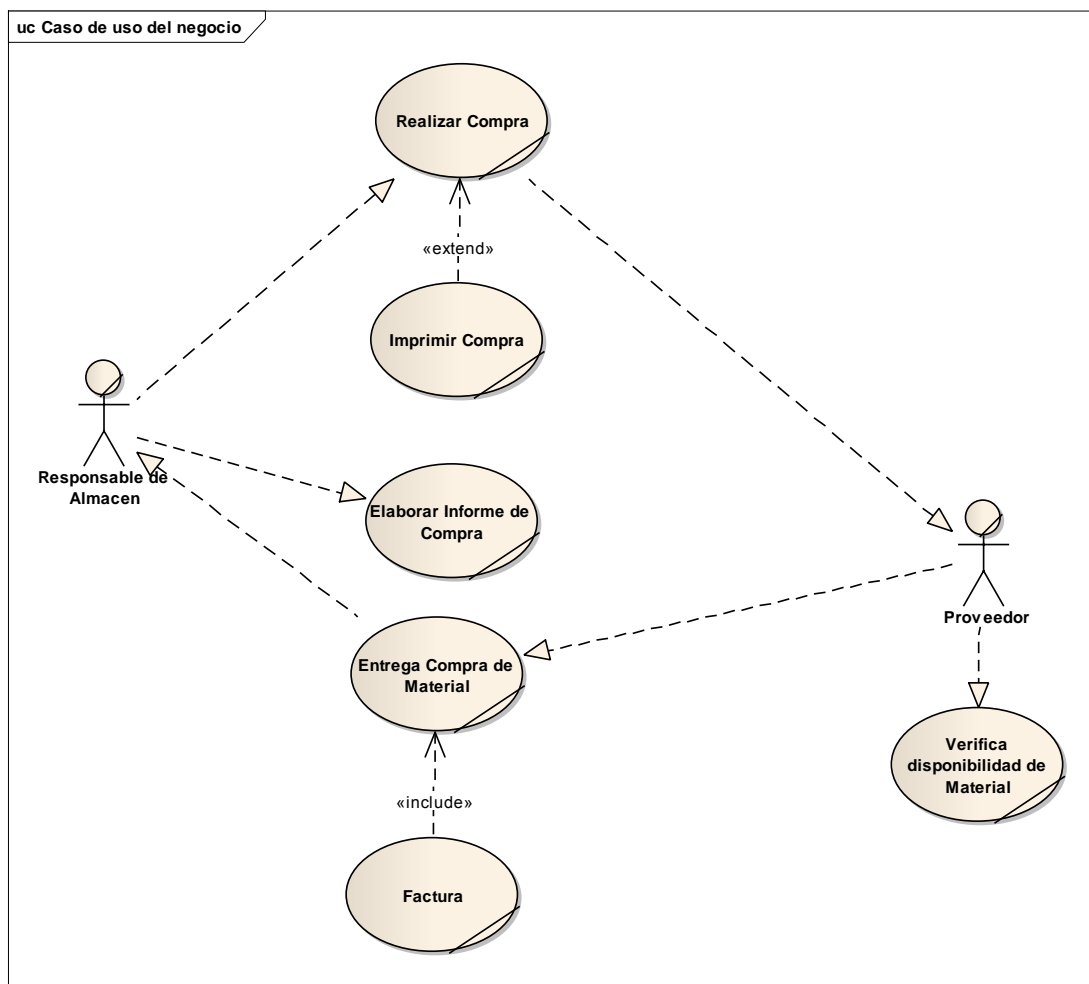 uc Caso de uso del negocio
Realizar Compra
«extend»
Imprimir Compra
Responsable de
Almacen
Elaborar Informe de
Compra
Proveedor
Entrega Compra de
Material
Verifica
disponibilidad de
Material
«include»
Factura